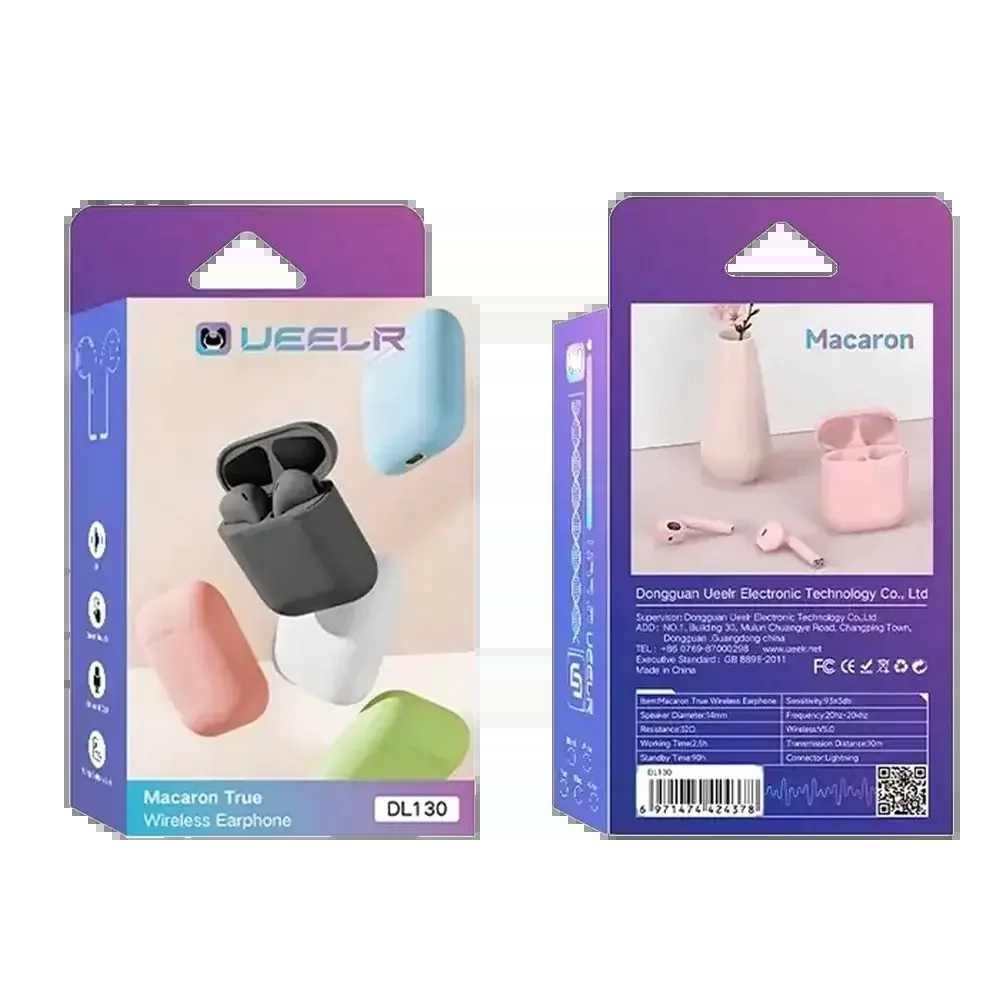 UEELR
Macaron True
Wireless Earphone
DL130
Macaron
Dongguan Ueelr Electronic Technology Co., Ltd
Supervisor: Dongguan Ueelr Electronic Technology Co.,Ltd
ADD: NO.1, Building 30, Mulun Chuangye Road, Changping Town,
Dongguan ,Guangdong china
TEL: +86 0769-87000298 www.ueelr.net
Executive Standard: GB 8898-2011
Made in China
FC CE
Item:Macaron True Wireless Earphone Sensitivity:93±3db
Speaker Diameter:14mm Frequency:20hz-20khz
Resistance:32Ω Wireless:V5.0
Working Time:2.5h Transmission Distance:10m
Standby Time:90h Connector:Lightning
DL130
6 971474 424378